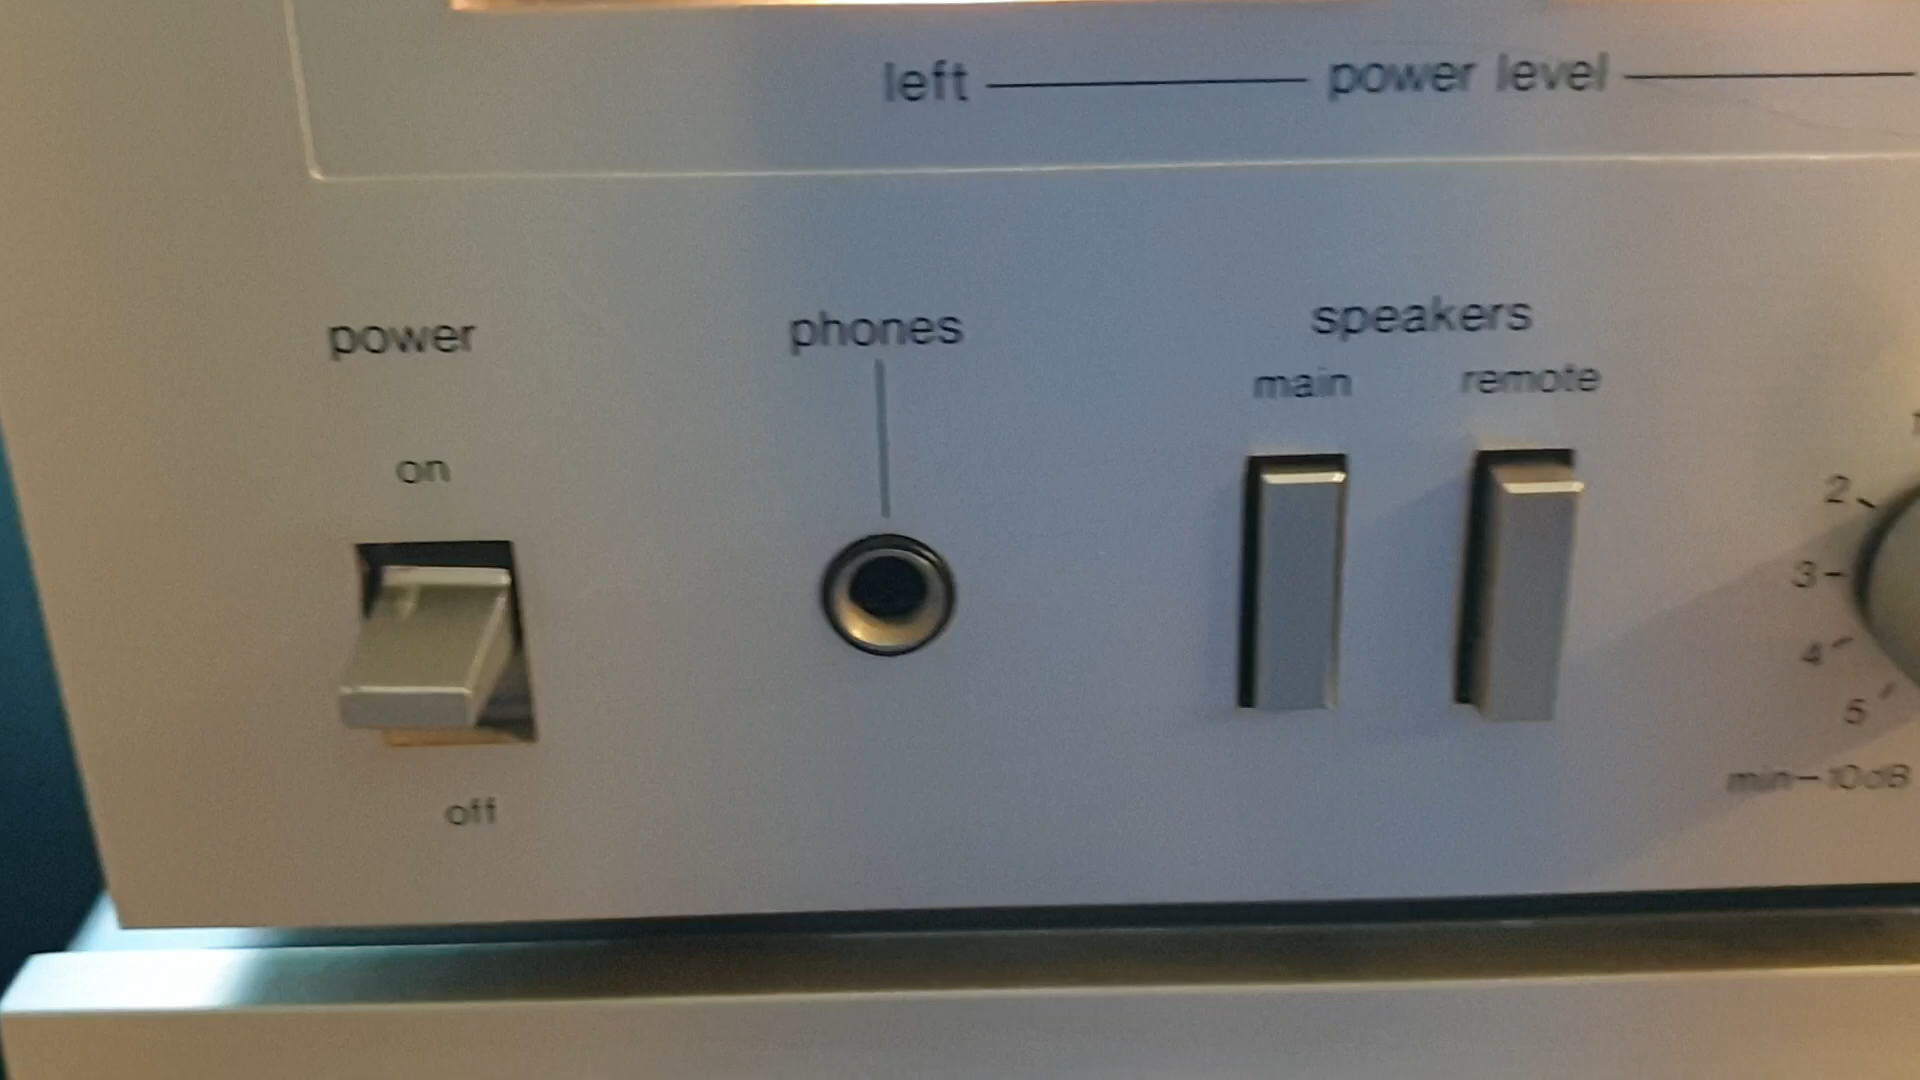 left power level
power phones speakers
main remote
on
2
3
4
5
min-10dB
off